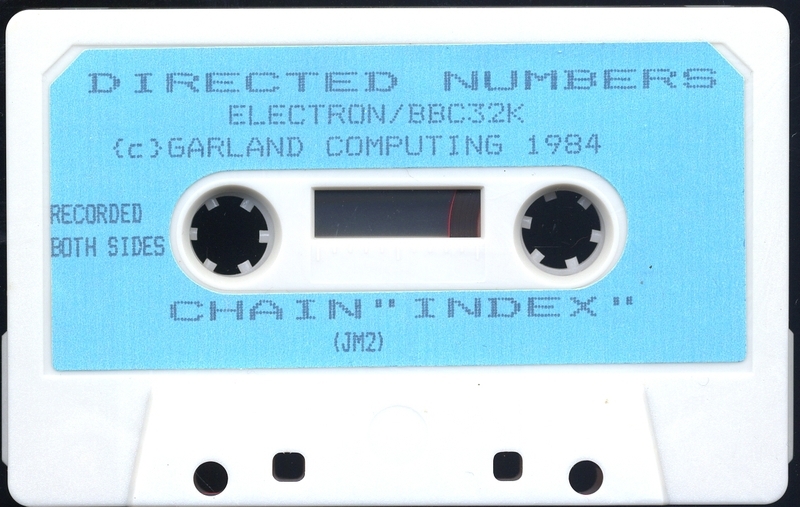 DIRECTED NUMBERS
ELECTRON/BBC32K
{c}GARLAND COMPUTING 1984
RECORDED
BOTH SIDES
CHAIN"INDEX"
(JM2)